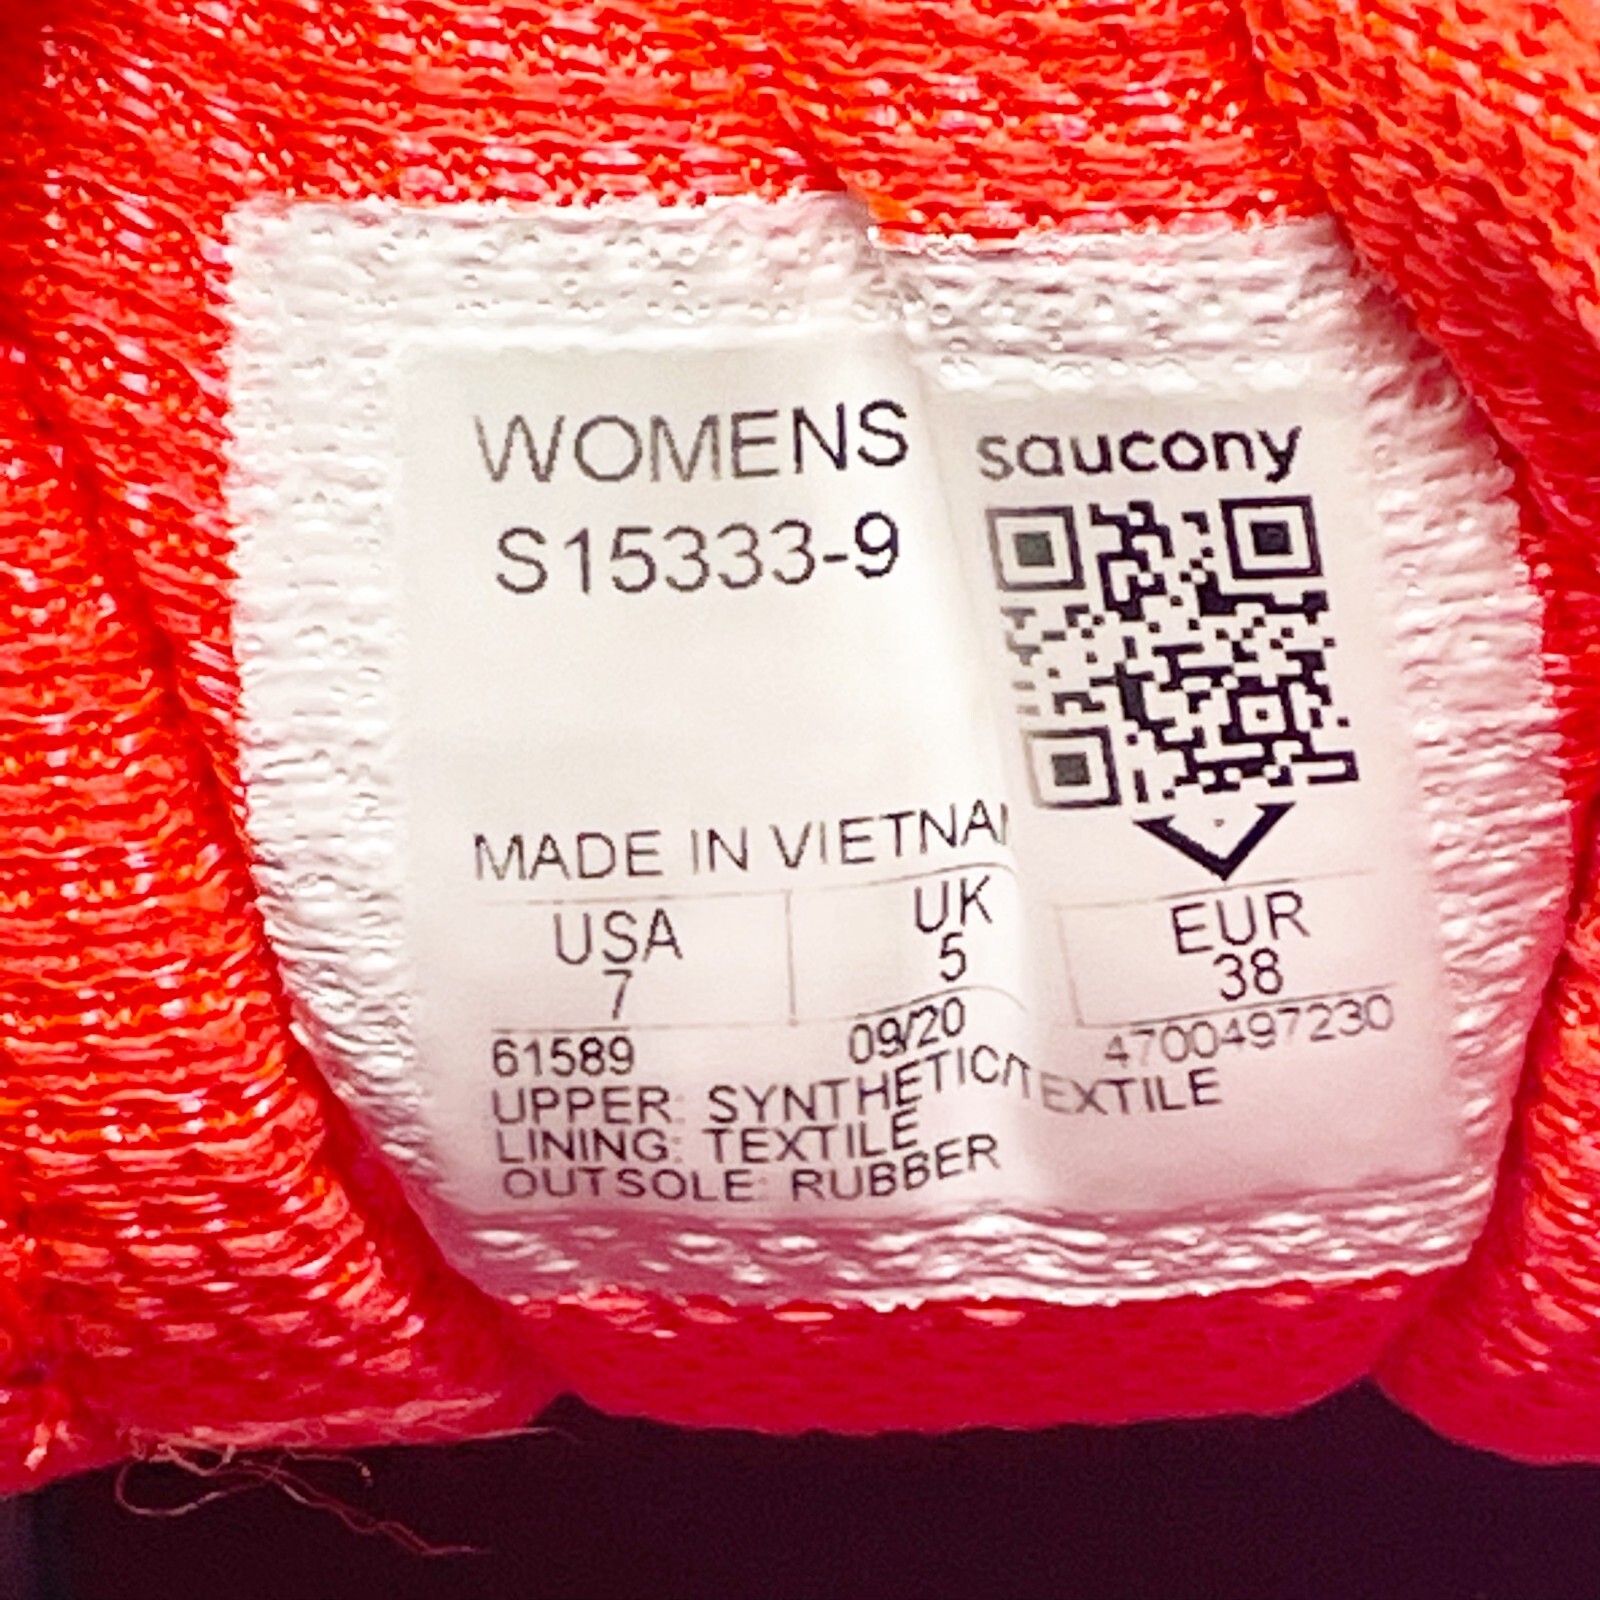 WOMENS
saucony
S15333-9
MADE IN VIETNAM
USA
7
UK
5
EUR
38
61589
09/20
4700497230
UPPER: SYNTHETIC/TEXTILE
LINING: TEXTILE
OUTSOLE: RUBBER